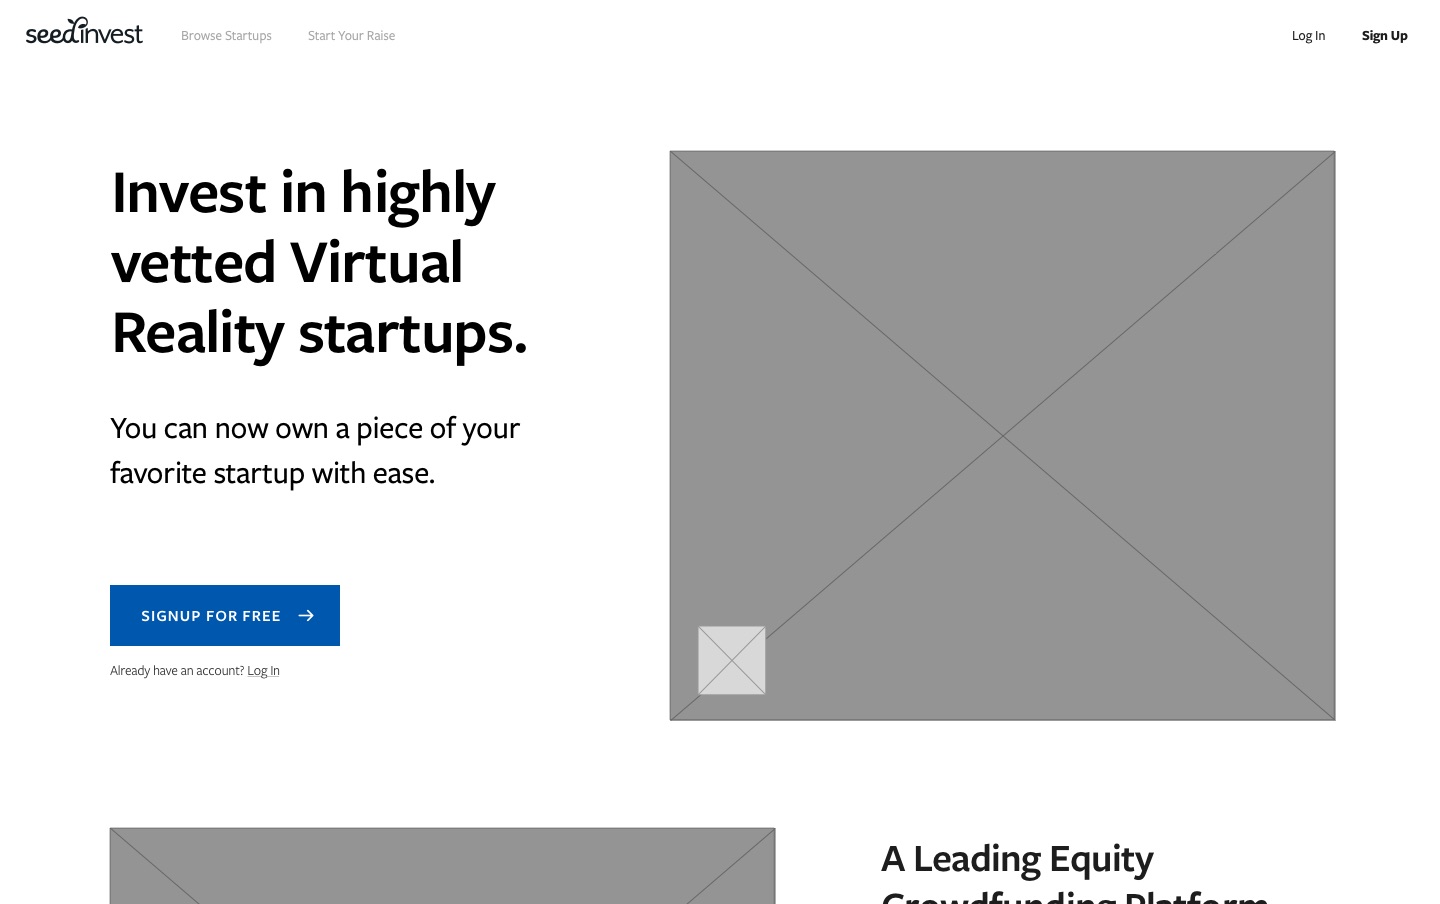 seedinvest
Browse Startups
Start Your Raise
Log In
Sign Up
Invest in highly
vetted Virtual
Reality startups.
You can now own a piece of your
favorite startup with ease.
SIGNUP FOR FREE →
Already have an account? Log In
A Leading Equity
Crowdfunding Platform